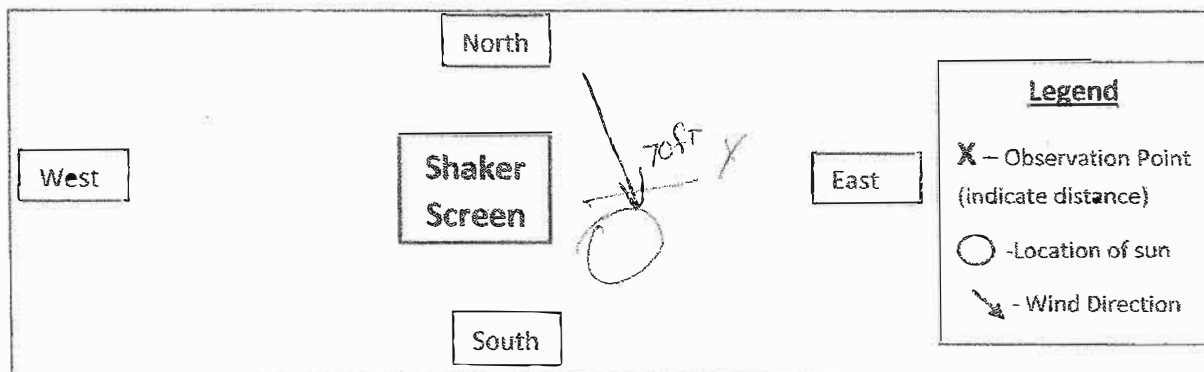 North
West
Shaker
Screen
70ft
X
East
South
Legend
X – Observation Point
(indicate distance)
-Location of sun
- Wind Direction